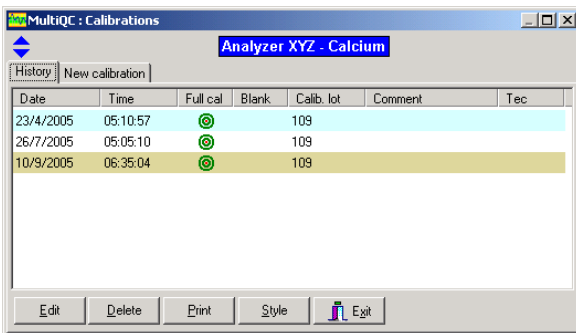 MultiQC : Calibrations
Analyzer XYZ - Calcium
History New calibration
Date Time Full cal Blank Calib. lot Comment Tec
23/4/2005 05:10:57 109
26/7/2005 05:05:10 109
10/9/2005 06:35:04 109
Edit Delete Print Style Exit